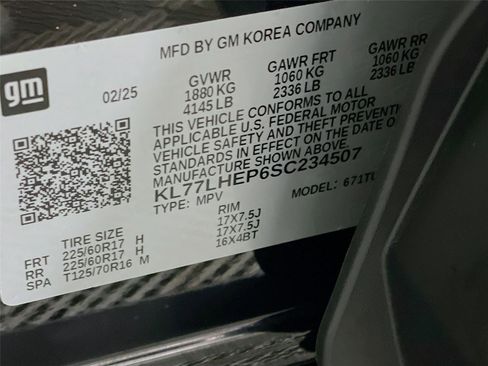 MFD BY GM KOREA COMPANY
gm
02/25
GVWR GAWR FRT GAWR RR
1880 KG 1060 KG 1060 KG
4145 LB 2336 LB 2336 LB
THIS VEHICLE CONFORMS TO ALL
APPLICABLE U.S. FEDERAL MOTOR
VEHICLE SAFETY AND THEFT PREVENTION
STANDARDS IN EFFECT ON THE DATE O
MANUFACTURE SHOWN ABOVE.
KL77LHEP6SC234507
TYPE: MPV MODEL: 671TU
TIRE SIZE RIM
FRT 225/60R17 H 17X7.5J
RR 225/60R17 H 17X7.5J
SPA T125/70R16 M 16X4BT